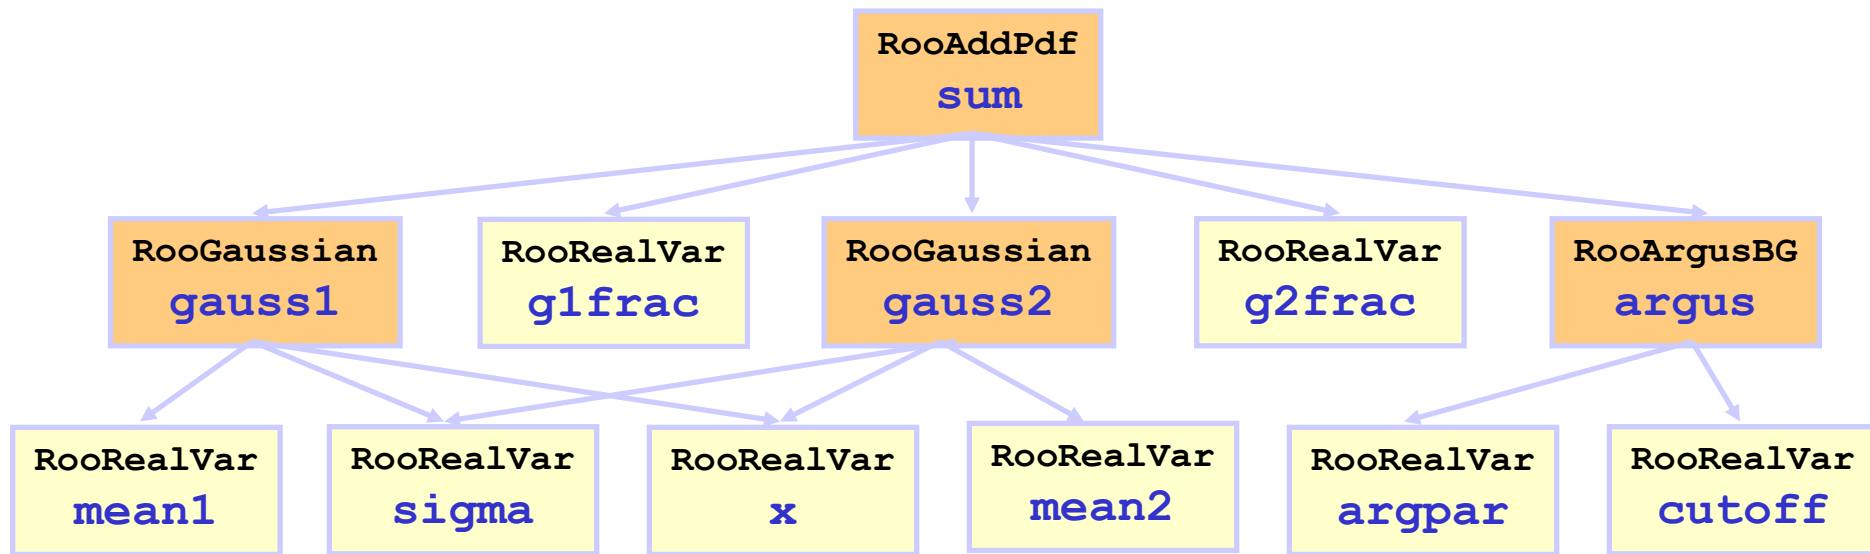 RooAddPdf
sum
RooGaussian
gauss1
RooRealVar
g1frac
RooGaussian
gauss2
RooRealVar
g2frac
RooArgusBG
argus
RooRealVar
mean1
RooRealVar
sigma
RooRealVar
x
RooRealVar
mean2
RooRealVar
argpar
RooRealVar
cutoff